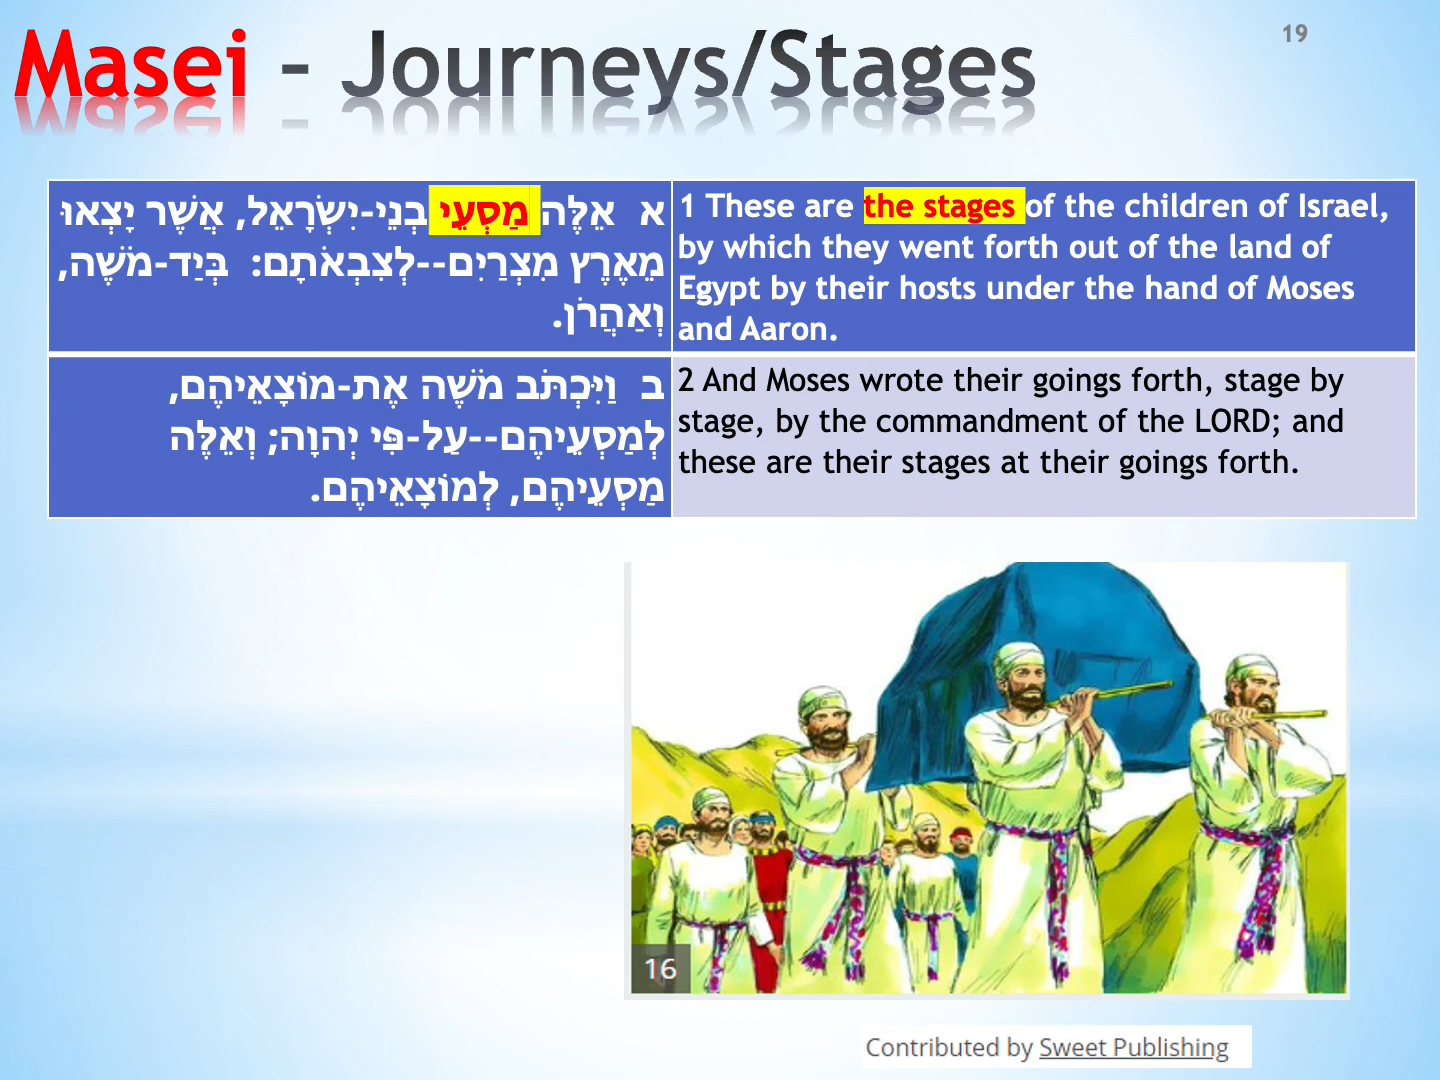 Masei - Journeys/Stages
19
א  אֵלֶּה מַסְעֵי בְנֵי-יִשְׂרָאֵל, אֲשֶׁר יָצְאוּ
מֵאֶרֶץ מִצְרַיִם--לְצִבְאֹתָם:  בְּיַד-מֹשֶׁה,
וְאַהֲרֹן.
1 These are the stages of the children of Israel,
by which they went forth out of the land of
Egypt by their hosts under the hand of Moses
and Aaron.
ב  וַיִּכְתֹּב מֹשֶׁה אֶת-מוֹצָאֵיהֶם,
לְמַסְעֵיהֶם--עַל-פִּי יְהוָה; וְאֵלֶּה
מַסְעֵיהֶם, לְמוֹצָאֵיהֶם.
2 And Moses wrote their goings forth, stage by
stage, by the commandment of the LORD; and
these are their stages at their goings forth.
16
Contributed by Sweet Publishing